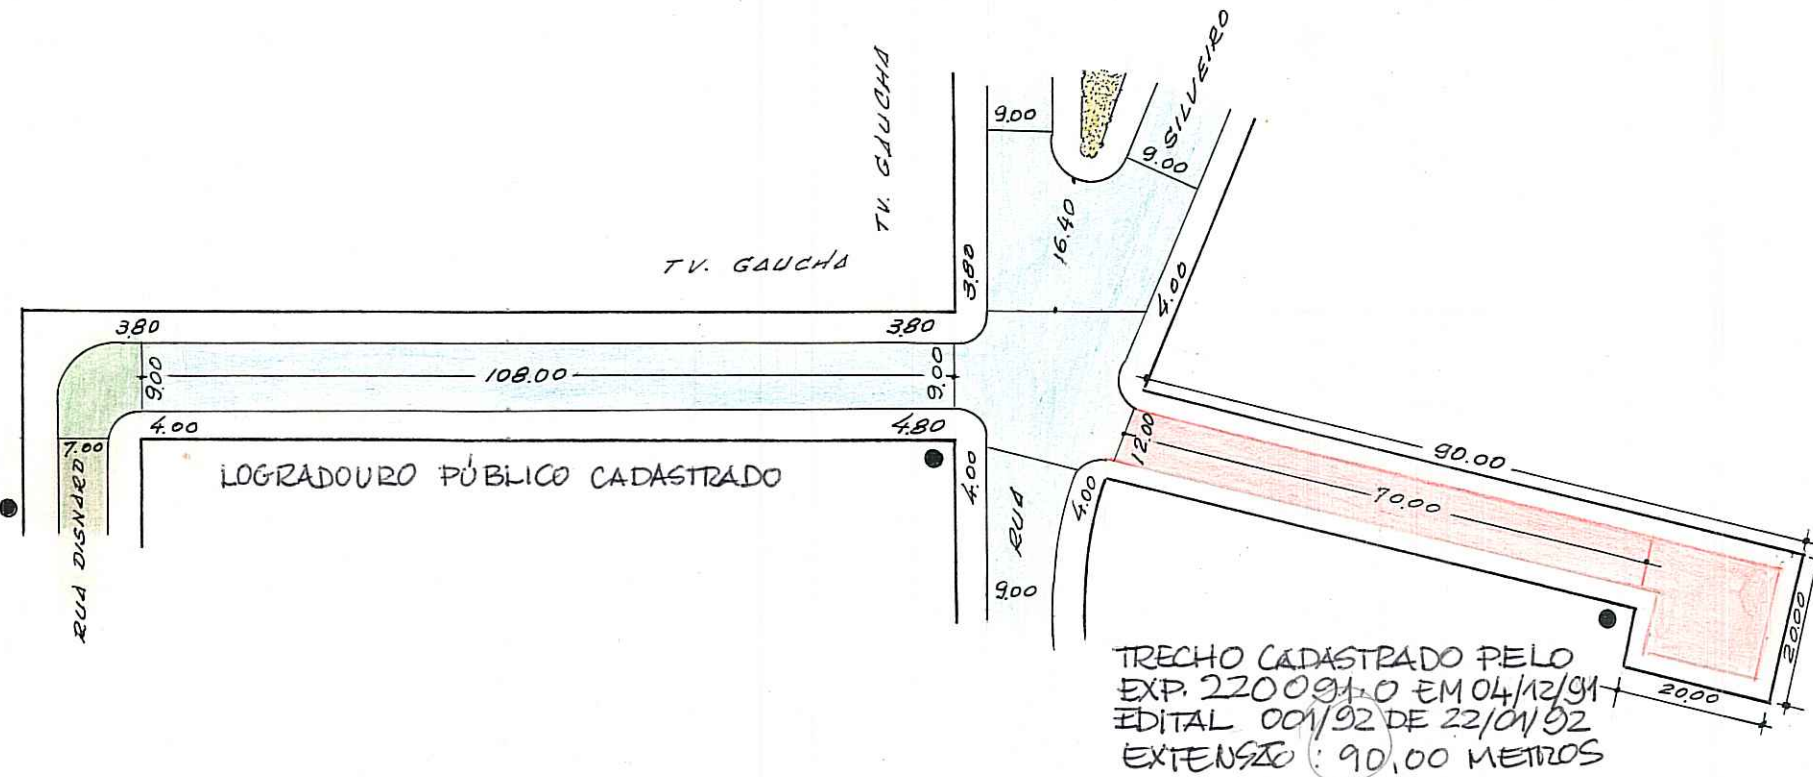 TV. GAUCHA
SILVEIRO
9.00
9.00
16.40
TV. GAUCHA
3.80
4.00
3.80
3.80
9.00
108.00
9.00
12.00
90.00
4.00
4.80
7.00
LOGRADOURO PÚBLICO CADASTRADO
4.00
4.00
70.00
RUA DISNARD
RUA
9.00
20.00
20.00
TRECHO CADASTRADO PELO
EXP. 220091.0 EM 04/12/91
EDITAL 001/92 DE 22/01/92
EXTENSÃO : 90,00 METROS